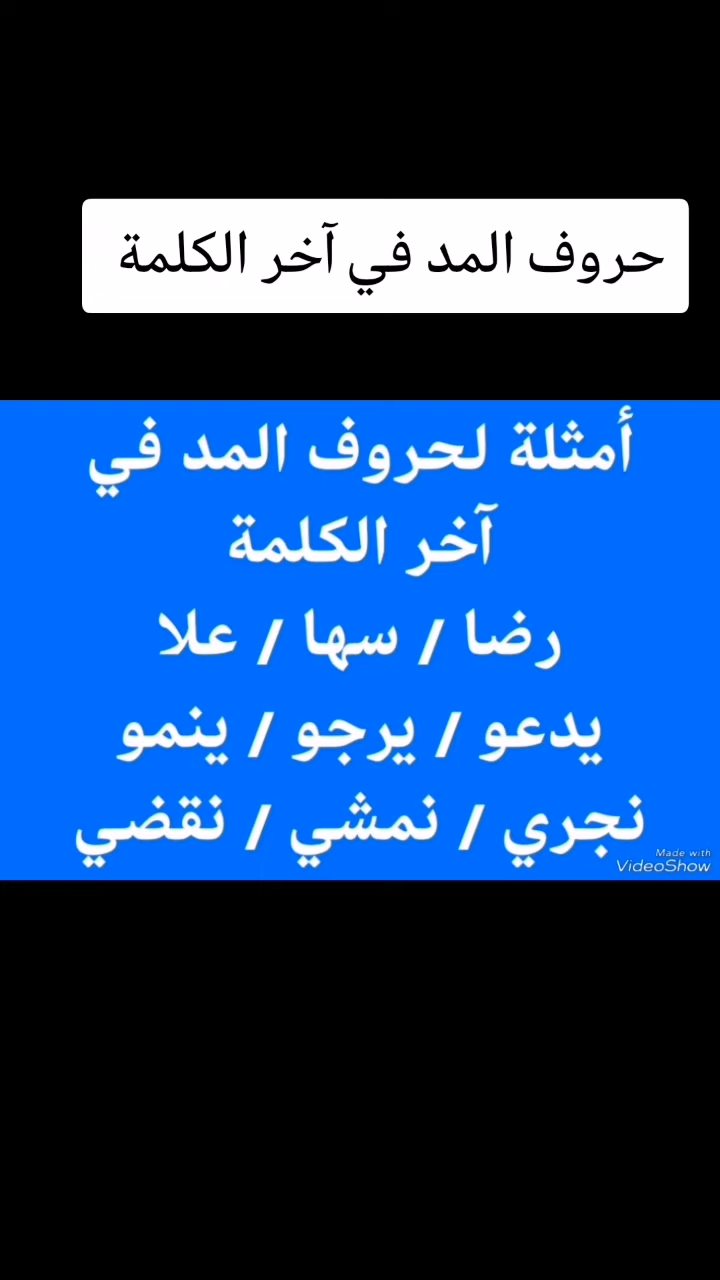 حروف المد في آخر الكلمة
أمثلة لحروف المد في
آخر الكلمة
رضا / سها / علا
يدعو / يرجو / ينمو
نجري / نمشي / نقضي
Made with
VideoShow